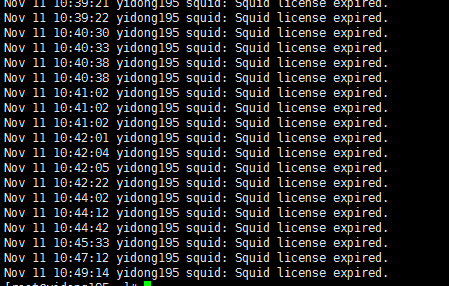 Nov 11 10:39:21 yidong195 squid: Squid license expired.
Nov 11 10:39:22 yidong195 squid: Squid license expired.
Nov 11 10:40:30 yidong195 squid: Squid license expired.
Nov 11 10:40:33 yidong195 squid: Squid license expired.
Nov 11 10:40:38 yidong195 squid: Squid license expired.
Nov 11 10:40:38 yidong195 squid: Squid license expired.
Nov 11 10:41:02 yidong195 squid: Squid license expired.
Nov 11 10:41:02 yidong195 squid: Squid license expired.
Nov 11 10:41:02 yidong195 squid: Squid license expired.
Nov 11 10:42:01 yidong195 squid: Squid license expired.
Nov 11 10:42:04 yidong195 squid: Squid license expired.
Nov 11 10:42:05 yidong195 squid: Squid license expired.
Nov 11 10:42:22 yidong195 squid: Squid license expired.
Nov 11 10:44:02 yidong195 squid: Squid license expired.
Nov 11 10:44:12 yidong195 squid: Squid license expired.
Nov 11 10:44:42 yidong195 squid: Squid license expired.
Nov 11 10:45:33 yidong195 squid: Squid license expired.
Nov 11 10:47:12 yidong195 squid: Squid license expired.
Nov 11 10:49:14 yidong195 squid: Squid license expired.